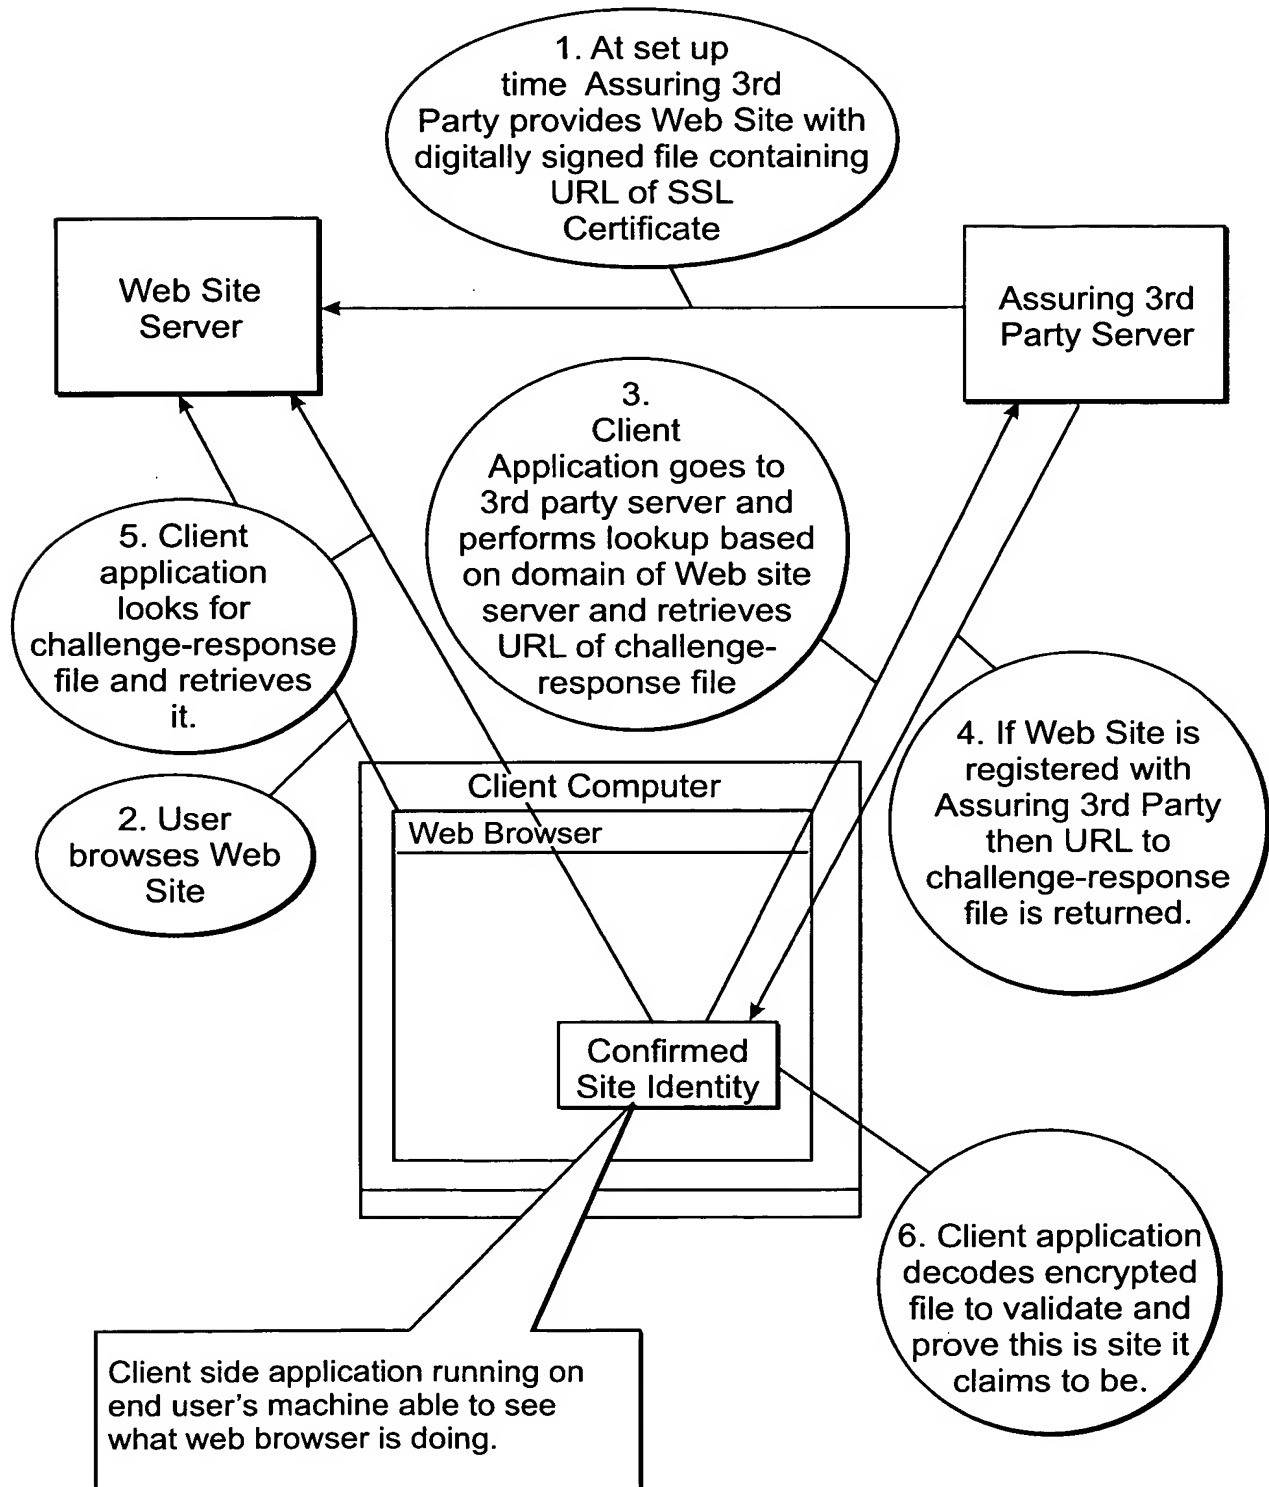 1. At set up
time Assuring 3rd
Party provides Web Site with
digitally signed file containing
URL of SSL
Certificate
Web Site
Server
Assuring 3rd
Party Server
3.
Client
Application goes to
3rd party server and
performs lookup based
on domain of Web site
server and retrieves
URL of challenge-
response file
5. Client
application
looks for
challenge-response
file and retrieves
it.
4. If Web Site is
registered with
Assuring 3rd Party
then URL to
challenge-response
file is returned.
2. User
browses Web
Site
Client Computer
Web Browser
Confirmed
Site Identity
6. Client application
decodes encrypted
file to validate and
prove this is site it
claims to be.
Client side application running on
end user's machine able to see
what web browser is doing.